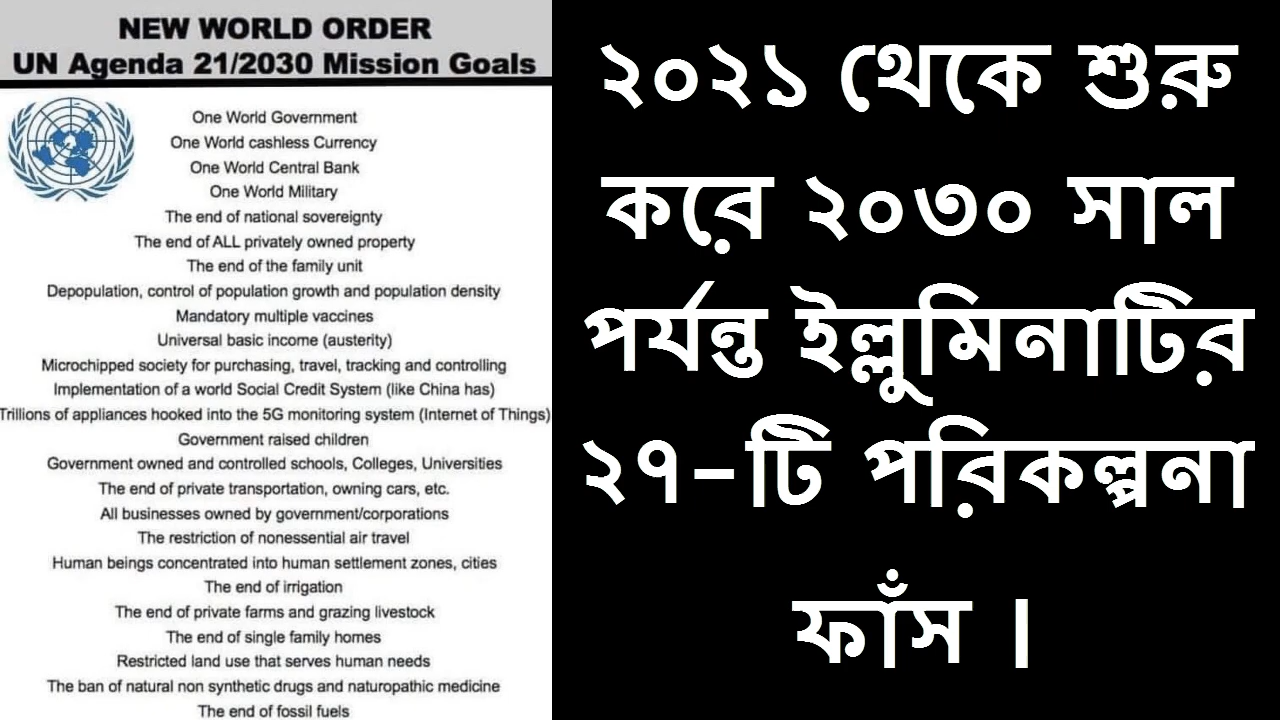 NEW WORLD ORDER
UN Agenda 21/2030 Mission Goals
One World Government
One World cashless Currency
One World Central Bank
One World Military
The end of national sovereignty
The end of ALL privately owned property
The end of the family unit
Depopulation, control of population growth and population density
Mandatory multiple vaccines
Universal basic income (austerity)
Microchipped society for purchasing, travel, tracking and controlling
Implementation of a world Social Credit System (like China has)
Trillions of appliances hooked into the 5G monitoring system (Internet of Things)
Government raised children
Government owned and controlled schools, Colleges, Universities
The end of private transportation, owning cars, etc.
All businesses owned by government/corporations
The restriction of nonessential air travel
Human beings concentrated into human settlement zones, cities
The end of irrigation
The end of private farms and grazing livestock
The end of single family homes
Restricted land use that serves human needs
The ban of natural non synthetic drugs and naturopathic medicine
The end of fossil fuels
২০২১ থেকে শুরু
করে ২০৩০ সাল
পর্যন্ত ইল্লুমিনাটির
২৭-টি পরিকল্পনা
ফাঁস ।